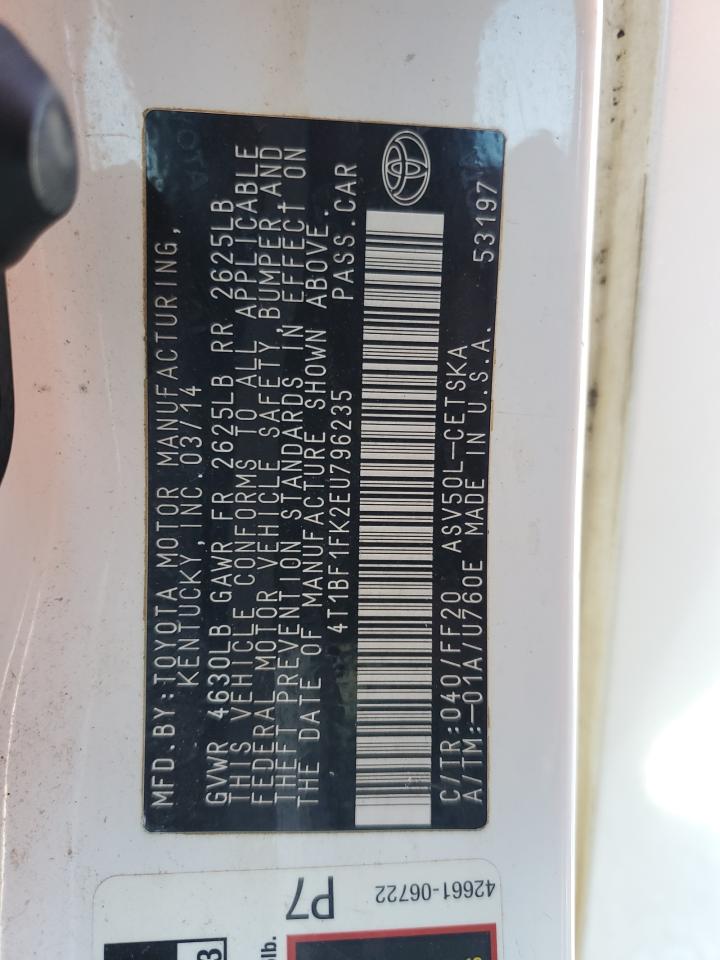 MFD.BY:TOYOTA MOTOR MANUFACTURING,
KENTUCKY,INC.03/14
GVWR 4630LB GAWR FR 2625LB RR 2625LB
THIS VEHICLE CONFORMS TO ALL APPLICABLE
FEDERAL MOTOR VEHICLE SAFETY, BUMPER AND
THEFT PREVENTION STANDARDS IN EFFECT ON
THE DATE OF MANUFACTURE SHOWN ABOVE.
4T1BF1FK2EU796235 PASS.CAR
C/TR:040/FF20 ASV50L-CETSKA
A/TM:-01A/U760E MADE IN U.S.A. 53197
42661-06722
P7
lb.
3